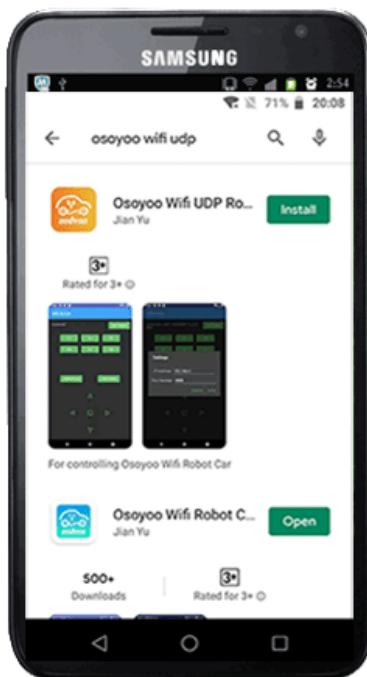 SAMSUNG
2:54
71% 20:08
osoyoo wifi udp
Osoyoo Wifi UDP Ro...
Jian Yu
Install
3+
Rated for 3+
For controlling Osoyoo Wifi Robot Car
Osoyoo Wifi Robot C...
Jian Yu
Open
500+
Downloads
3+
Rated for 3+